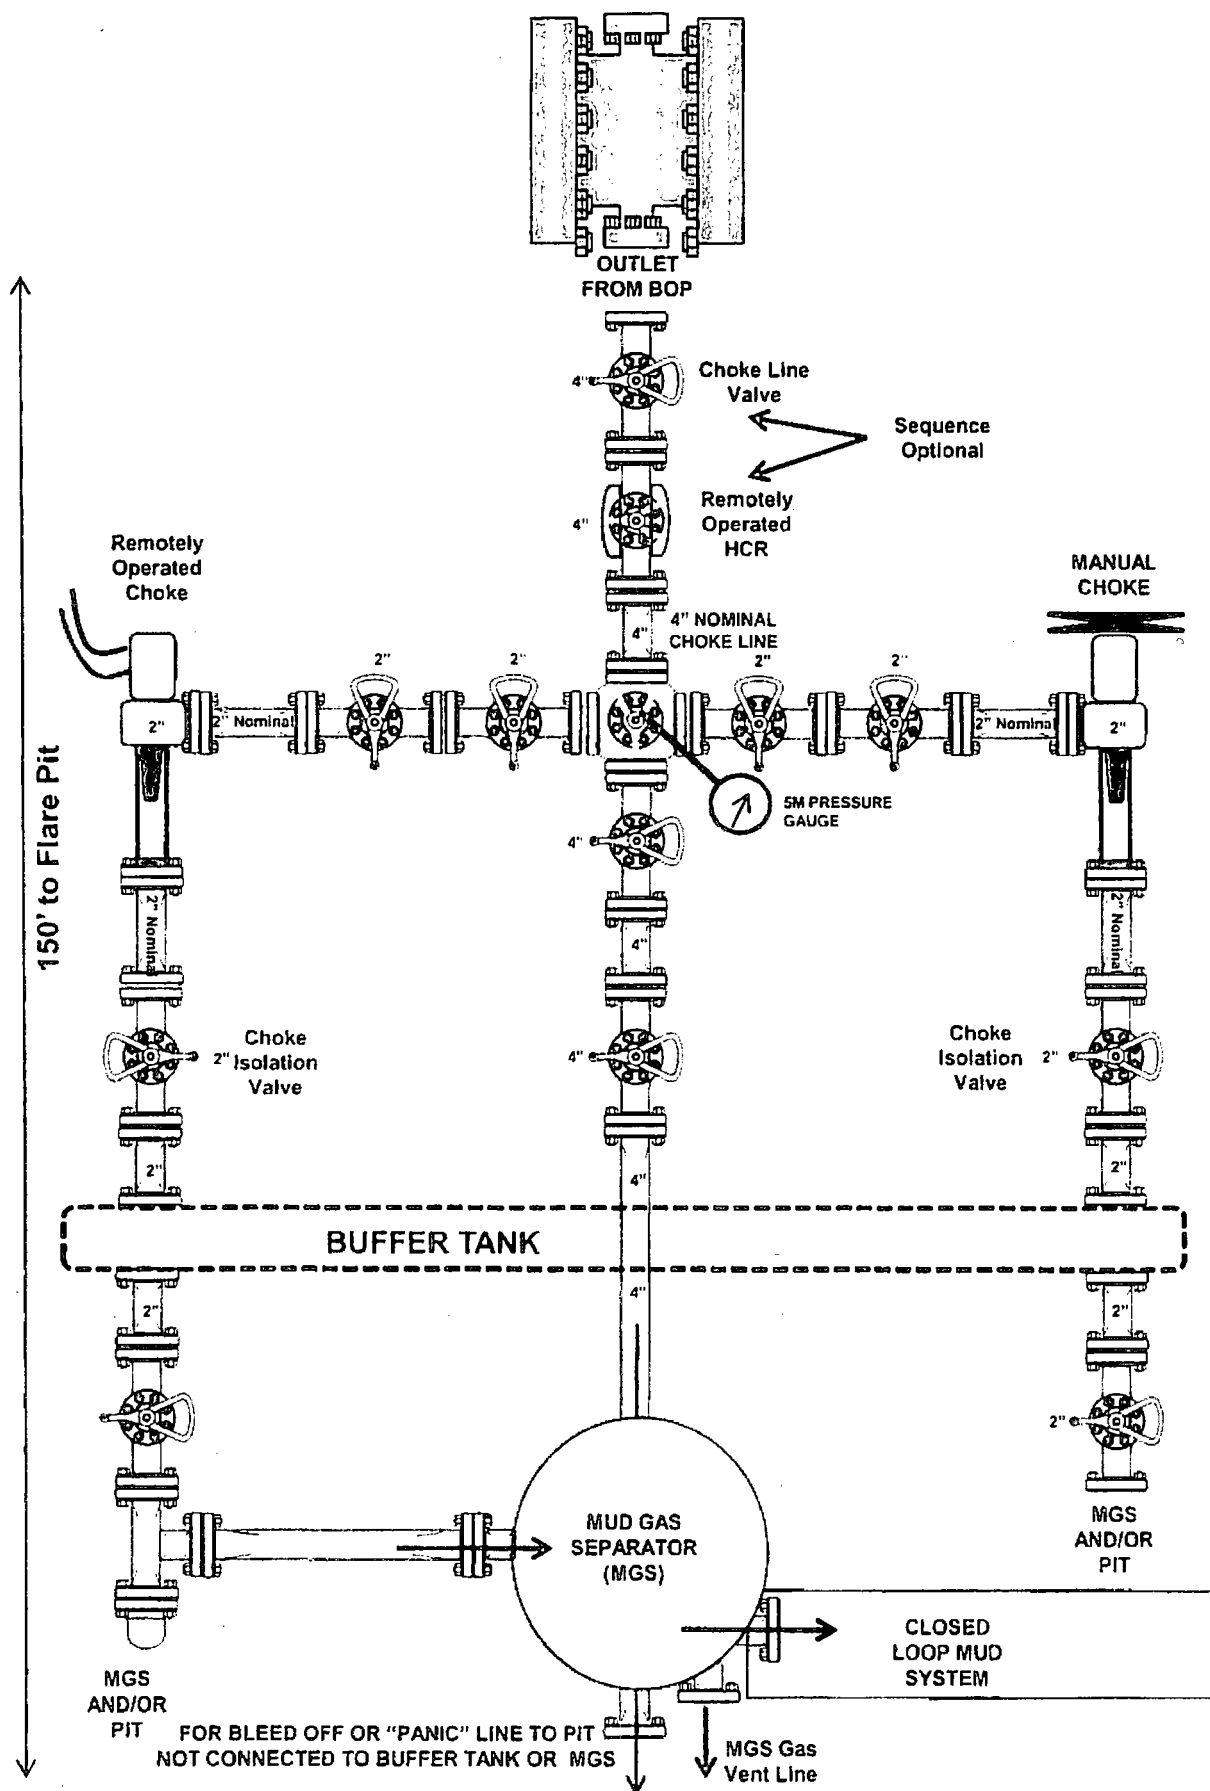 OUTLET
FROM BOP
4"
Choke Line
Valve
Sequence
Optional
4"
Remotely
Operated
HCR
Remotely
Operated
Choke
MANUAL
CHOKE
4"
4" NOMINAL
CHOKE LINE
2"
2"
2"
2"
2"
2" Nominal
2" Nominal
2"
5M PRESSURE
GAUGE
4"
150' to Flare Pit
2" Nominal
4"
2" Nominal
2"
Choke
Isolation
Valve
4"
Choke
Isolation
Valve
2"
2"
4"
2"
BUFFER TANK
2"
4"
2"
2"
MUD GAS
SEPARATOR
(MGS)
MGS
AND/OR
PIT
CLOSED
LOOP MUD
SYSTEM
MGS
AND/OR
PIT
FOR BLEED OFF OR "PANIC" LINE TO PIT
NOT CONNECTED TO BUFFER TANK OR MGS
MGS Gas
Vent Line